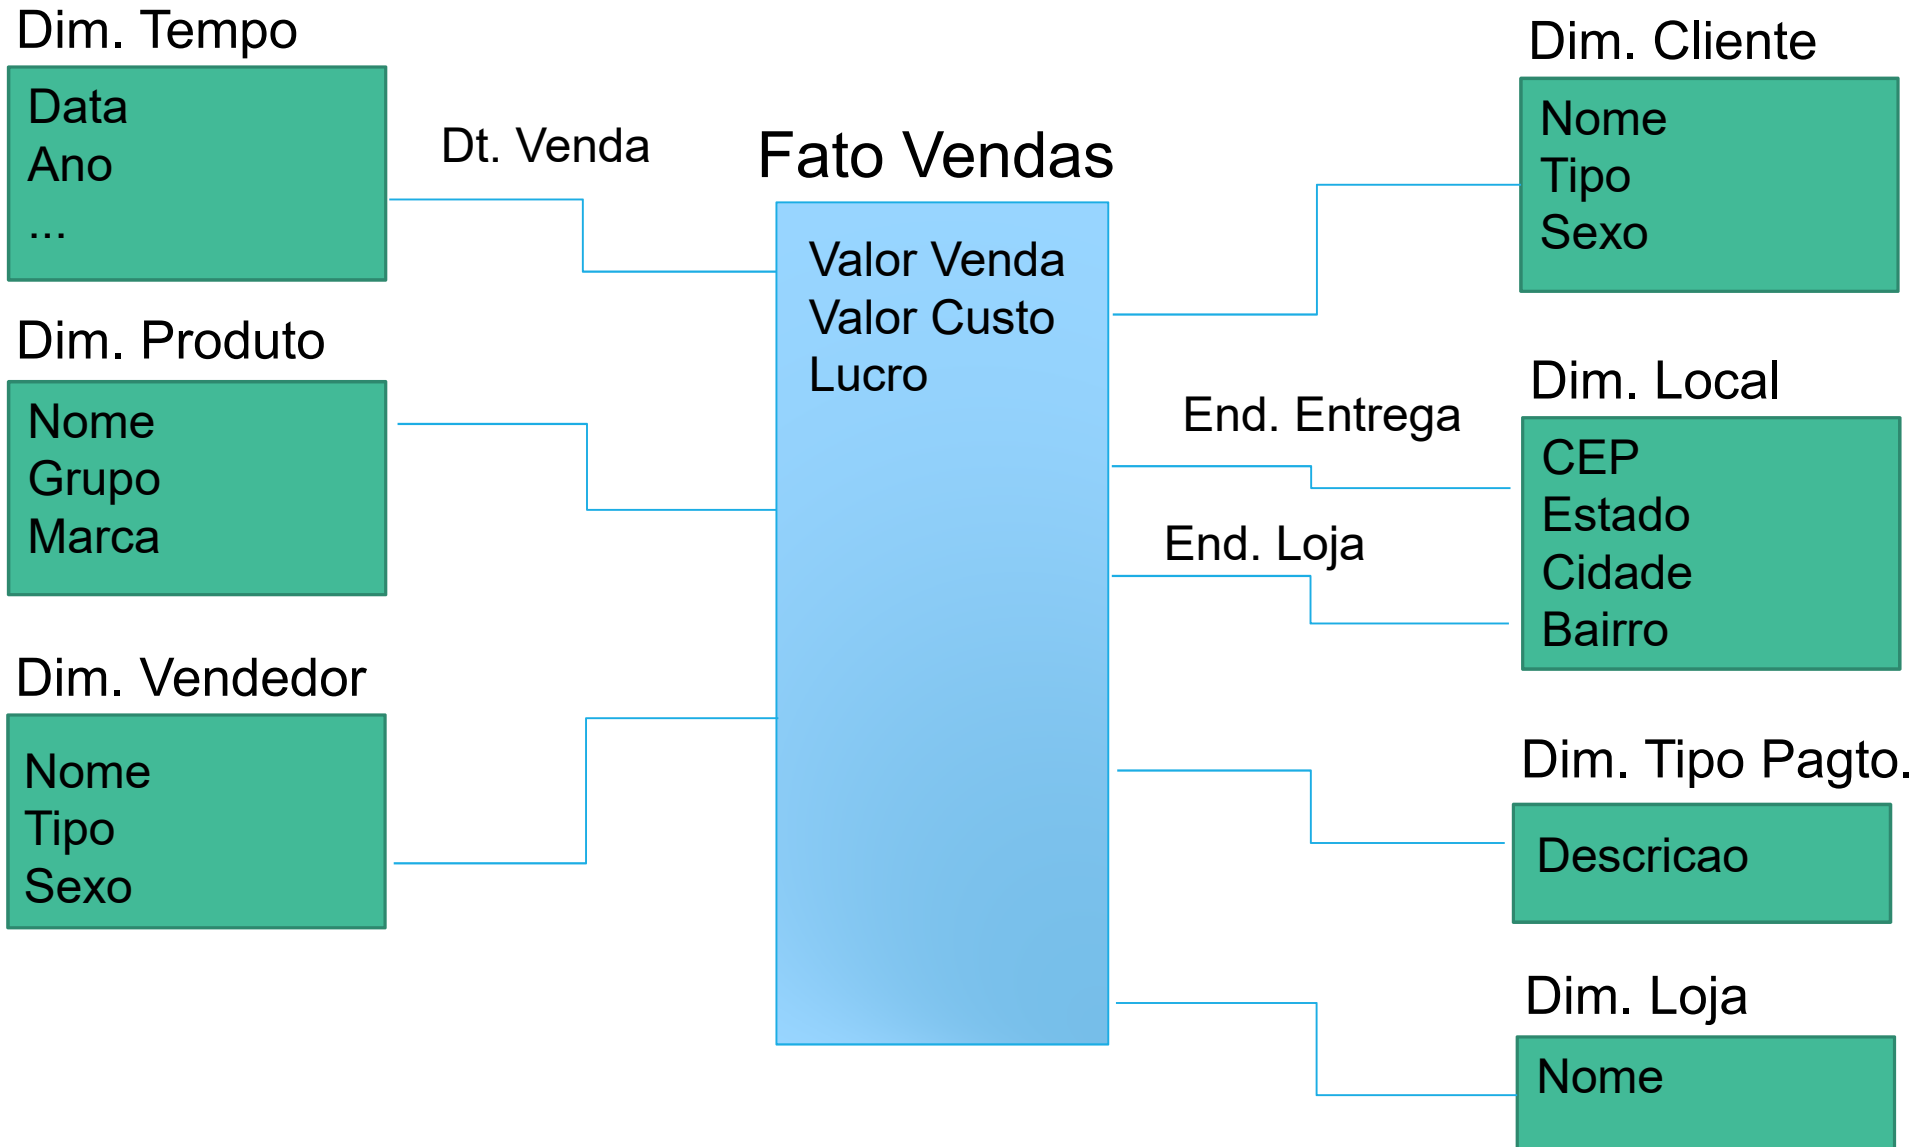 Dim. Tempo
Data
Ano
...
Dt. Venda
Dim. Produto
Nome
Grupo
Marca
Dim. Vendedor
Nome
Tipo
Sexo
Fato Vendas
Valor Venda
Valor Custo
Lucro
Dim. Cliente
Nome
Tipo
Sexo
End. Entrega
End. Loja
Dim. Local
CEP
Estado
Cidade
Bairro
Dim. Tipo Pagto.
Descricao
Dim. Loja
Nome